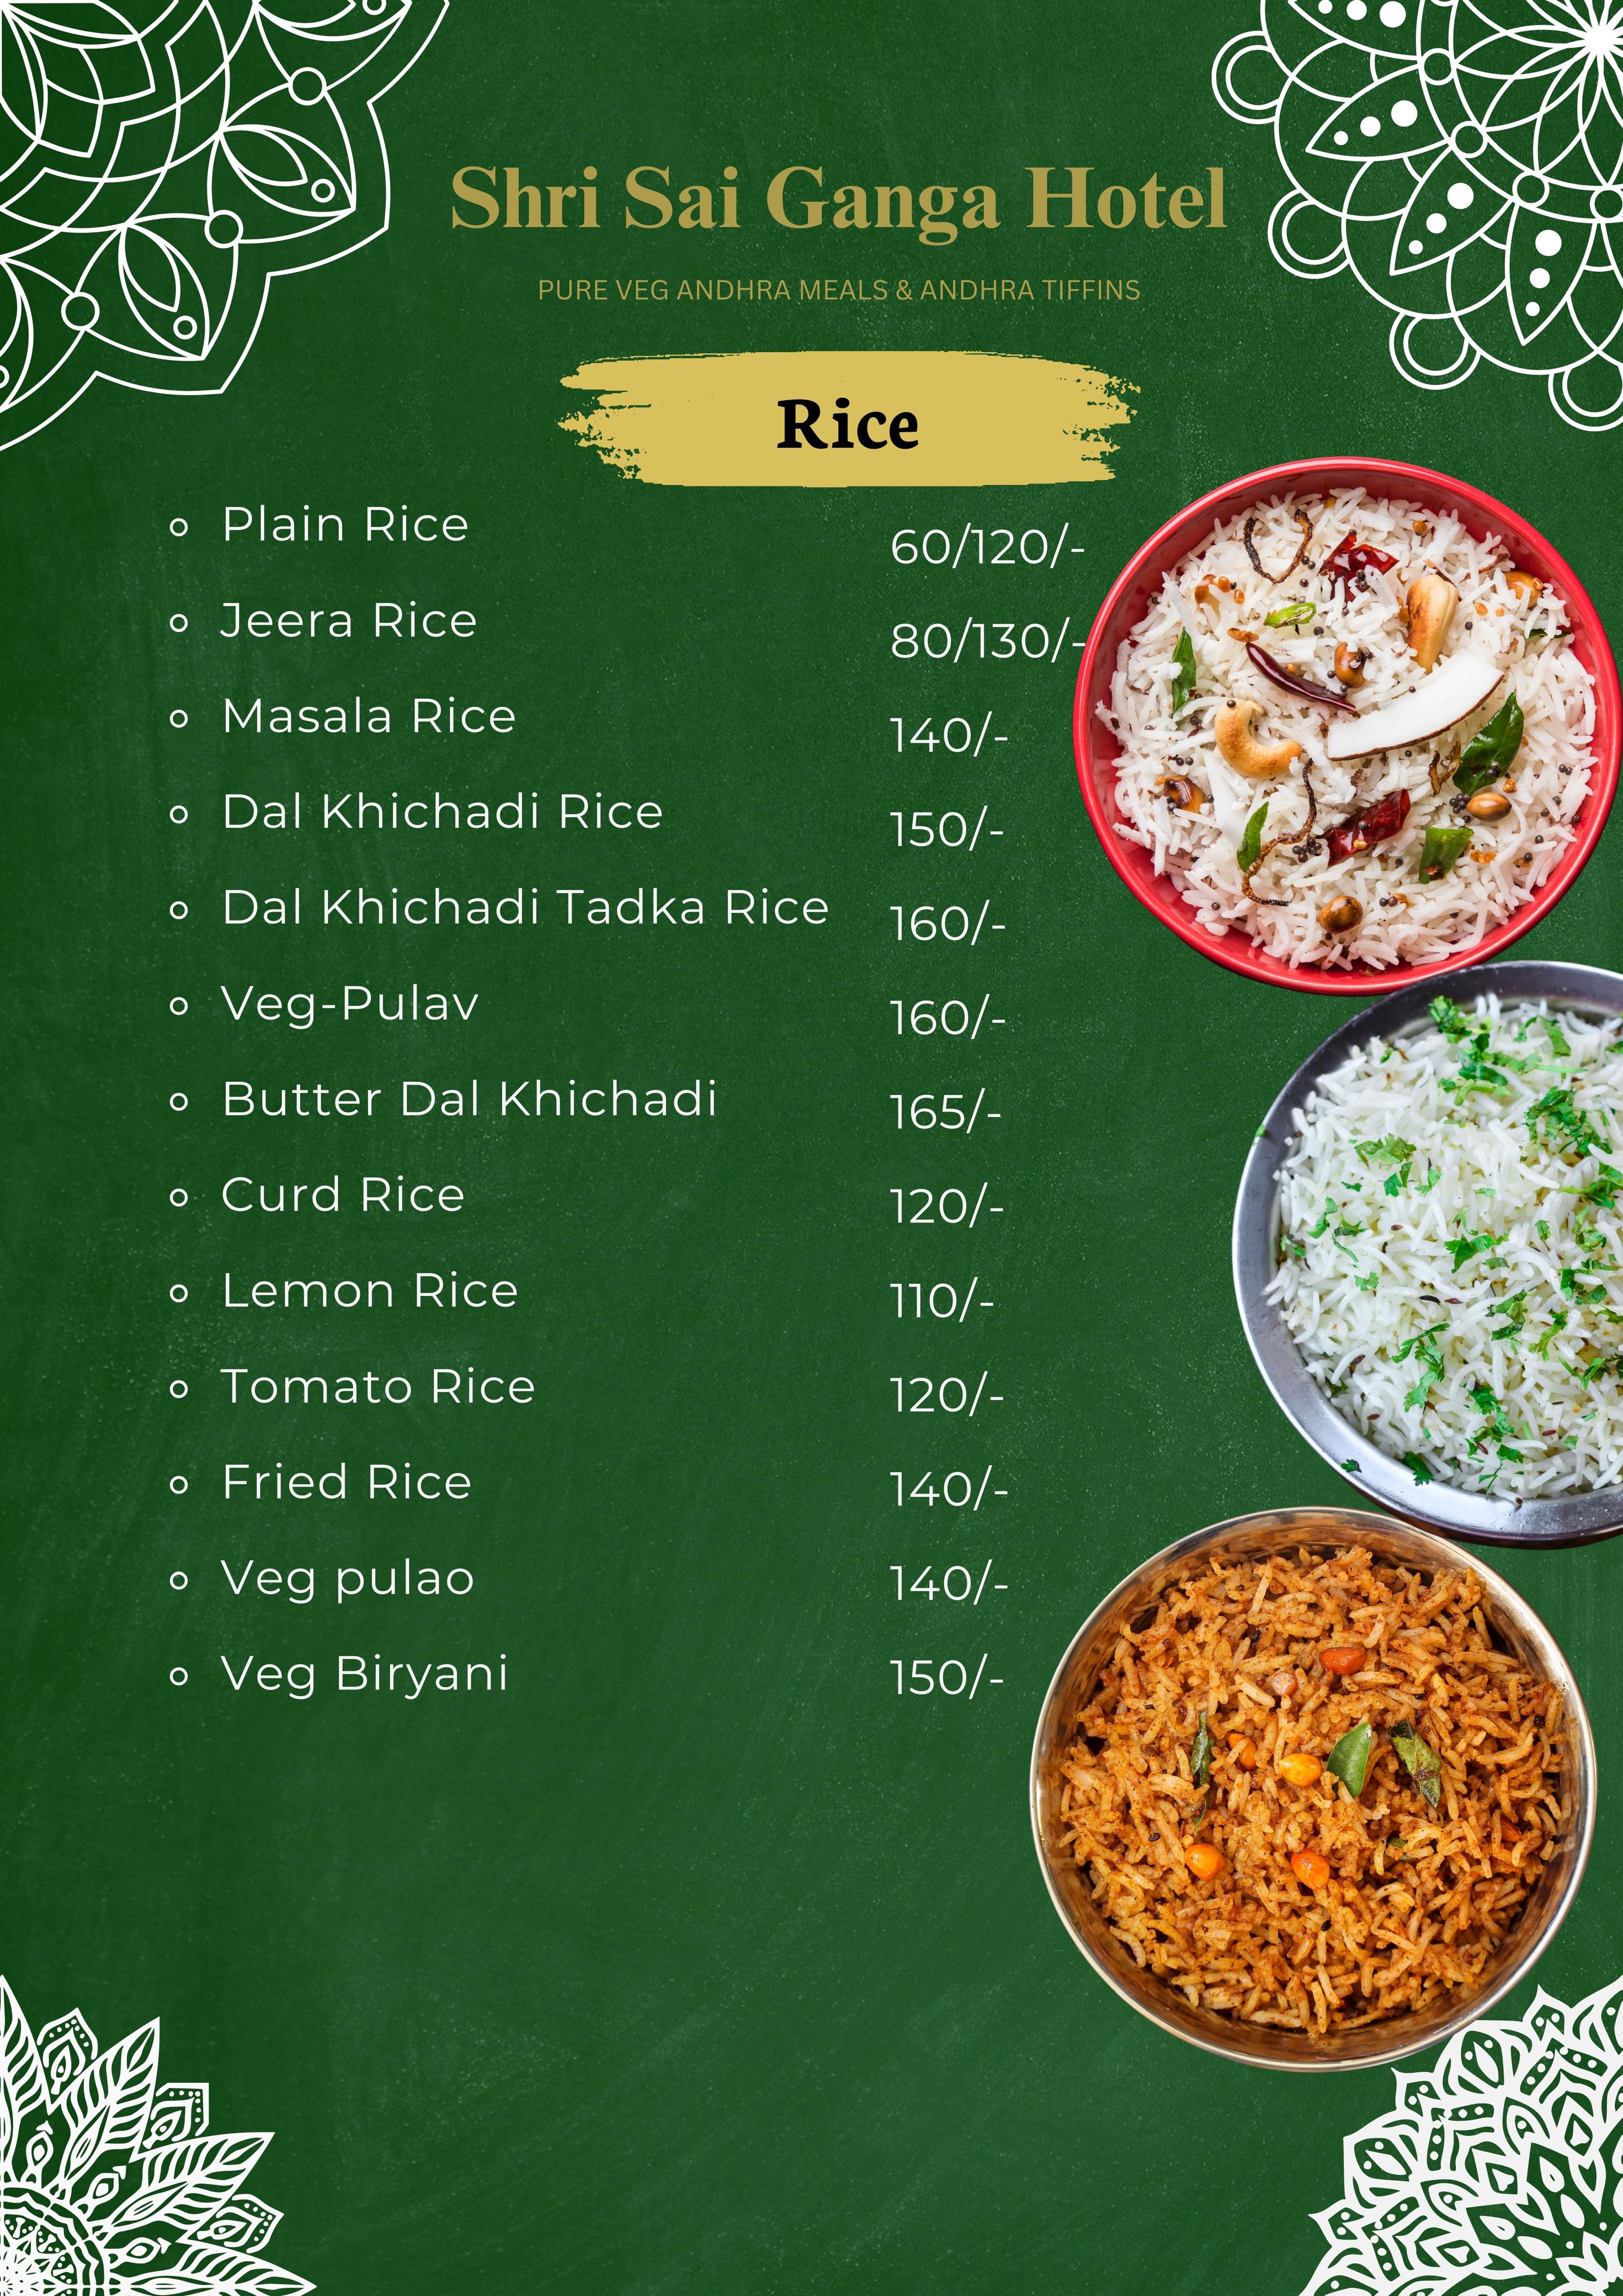 Shri Sai Ganga Hotel
PURE VEG ANDHRA MEALS & ANDHRA TIFFINS
Rice
Plain Rice 60/120/-
Jeera Rice 80/130/-
Masala Rice 140/-
Dal Khichadi Rice 150/-
Dal Khichadi Tadka Rice 160/-
Veg-Pulav 160/-
Butter Dal Khichadi 165/-
Curd Rice 120/-
Lemon Rice 110/-
Tomato Rice 120/-
Fried Rice 140/-
Veg pulao 140/-
Veg Biryani 150/-